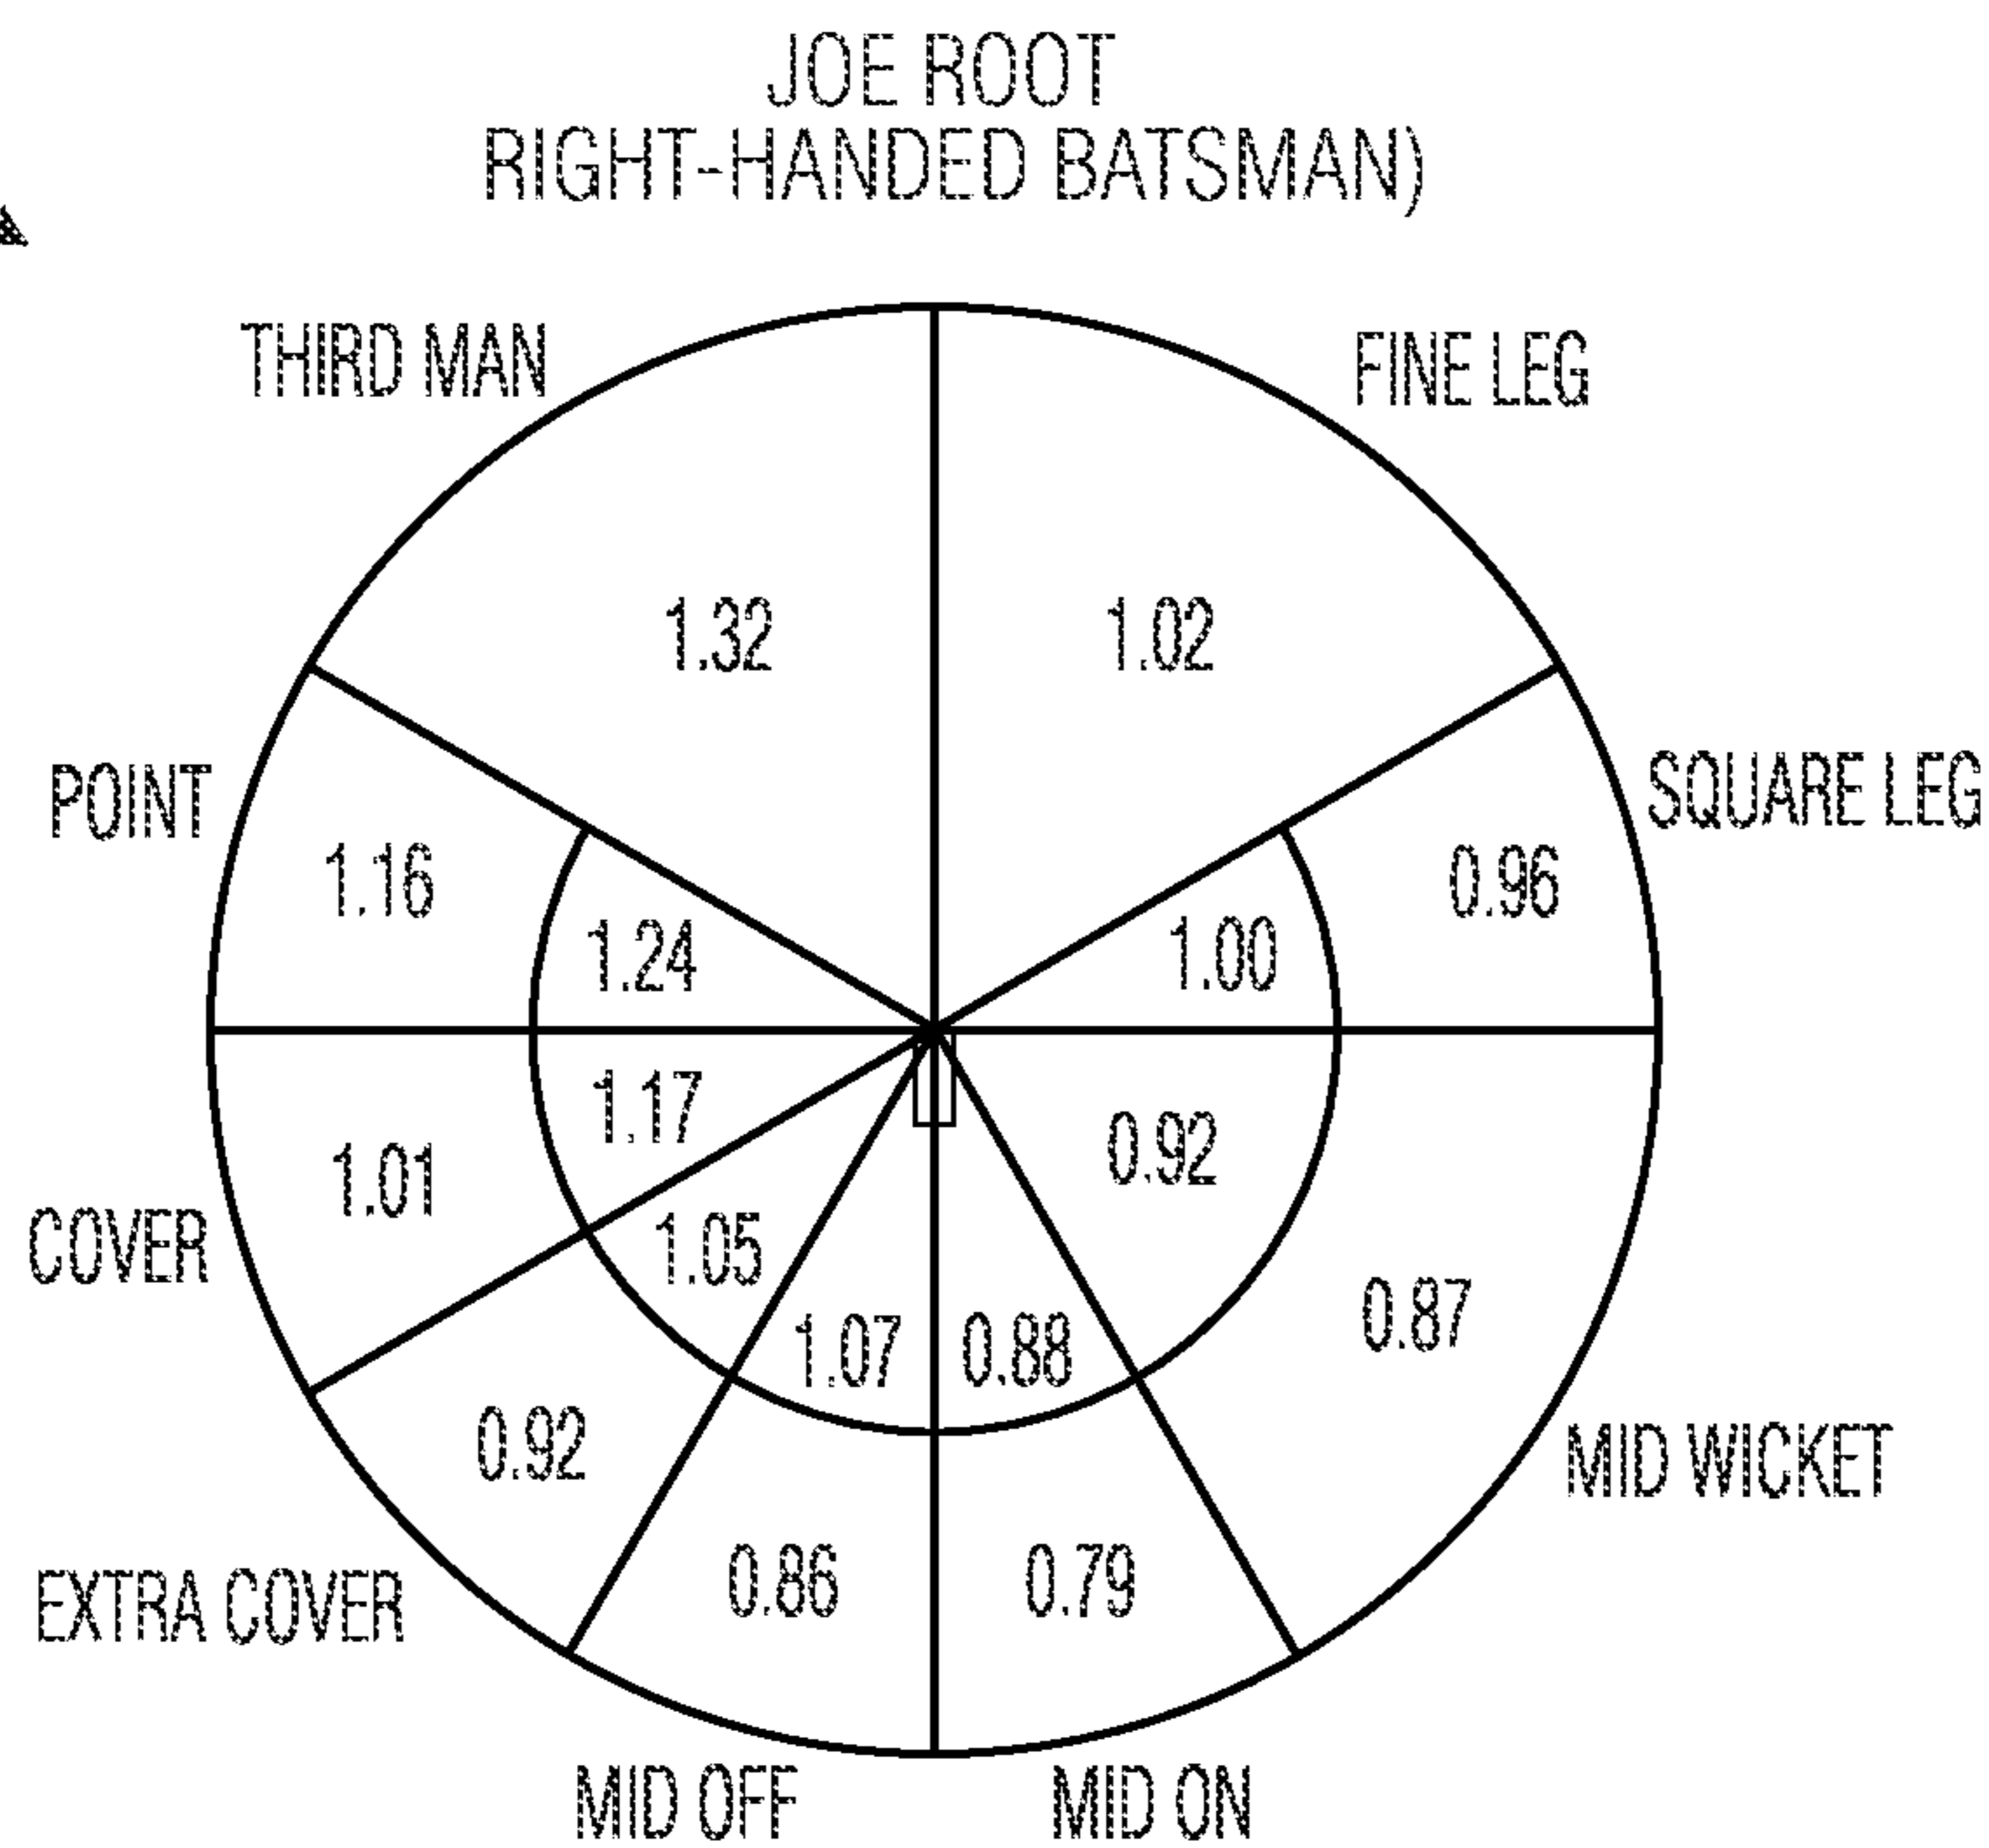 JOE ROOT
RIGHT-HANDED BATSMAN)
THIRD MAN
FINE LEG
1.32
1.02
POINT
SQUARE LEG
1.16
0.96
1.24
1.00
1.17
0.92
1.01
COVER
1.05
0.87
1.07
0.88
0.92
MID WICKET
EXTRA COVER
0.86
0.79
MID OFF
MID ON